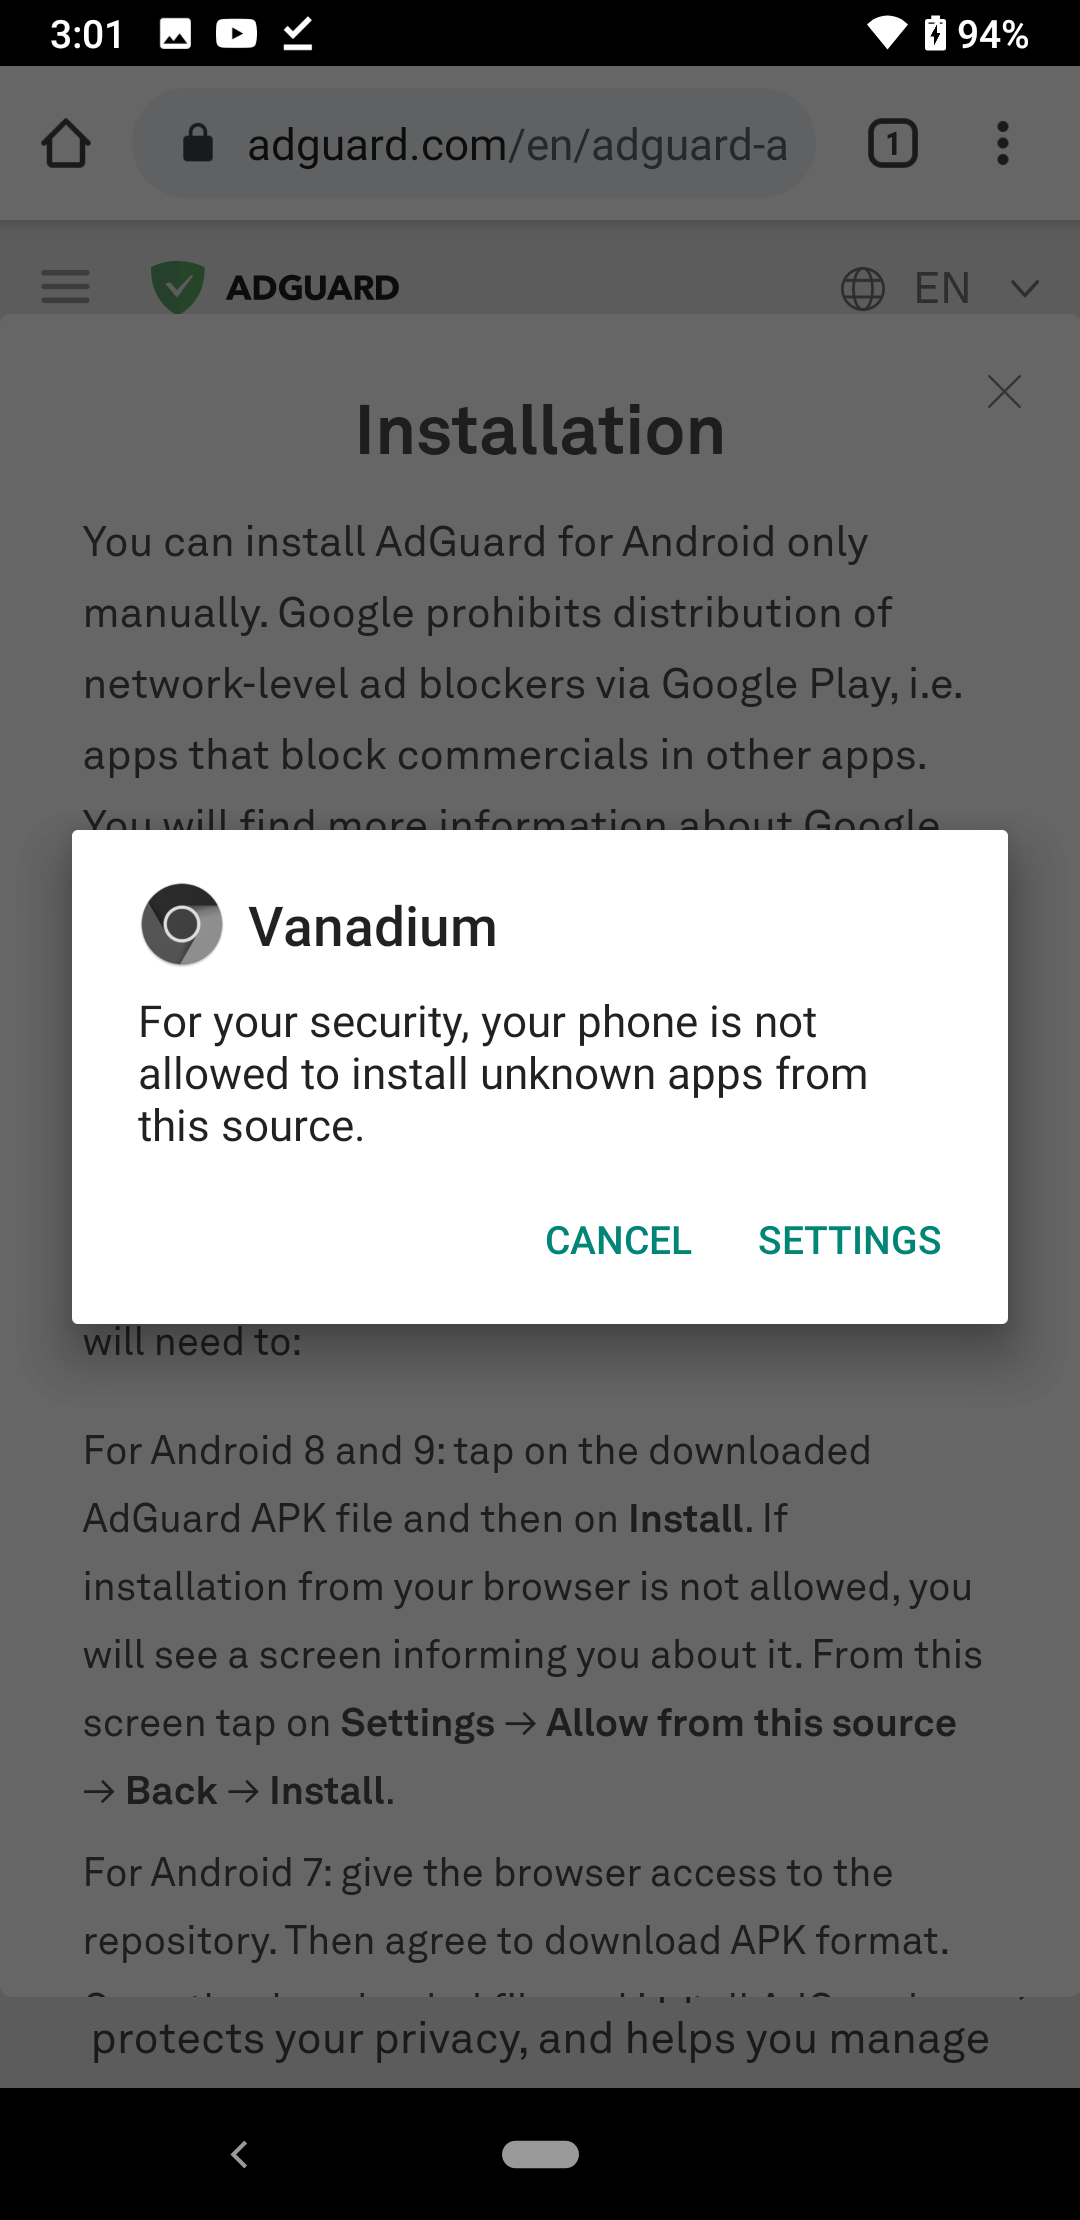 3:01
94%
adguard.com/en/adguard-a
1
ADGUARD
EN
Installation
You can install AdGuard for Android only
manually. Google prohibits distribution of
network-level ad blockers via Google Play, i.e.
apps that block commercials in other apps.
You will find more information about Google
Vanadium
For your security, your phone is not
allowed to install unknown apps from
this source.
CANCEL
SETTINGS
will need to:
For Android 8 and 9: tap on the downloaded
AdGuard APK file and then on Install. If
installation from your browser is not allowed, you
will see a screen informing you about it. From this
screen tap on Settings → Allow from this source
→ Back → Install.
For Android 7: give the browser access to the
repository. Then agree to download APK format.
protects your privacy, and helps you manage